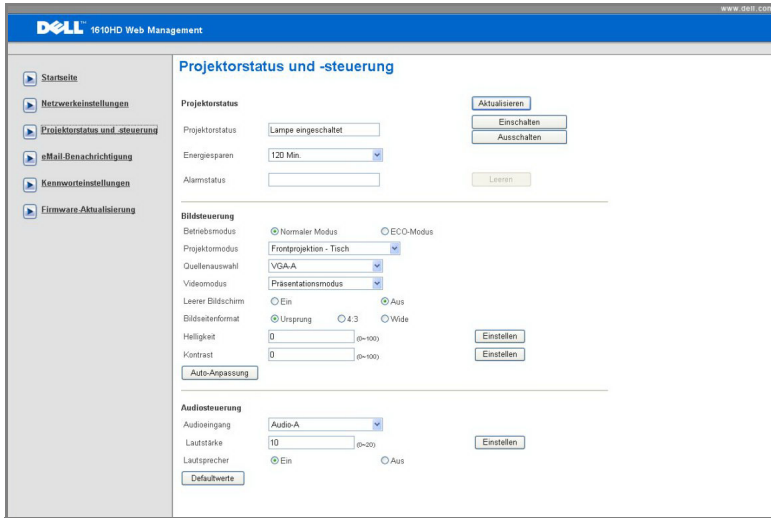 www.dell.com
DELL™ 1610HD Web Management
Startseite
Netzwerkeinstellungen
Projektorstatus und -steuerung
eMail-Benachrichtigung
Kennworteinstellungen
Firmware-Aktualisierung
Projektorstatus und -steuerung
Projektorstatus Aktualisieren
Einschalten
Projektorstatus Lampe eingeschaltet Ausschalten
Energiesparen 120 Min.
Alarmstatus Leeren
Bildsteuerung
Betriebsmodus Normaler Modus ECO-Modus
Projektormodus Frontprojektion - Tisch
Quellenauswahl VGA-A
Videomodus Präsentationsmodus
Leerer Bildschirm Ein Aus
Bildseitenformat Ursprung 4:3 Wide
Helligkeit 0 (0~100) Einstellen
Kontrast 0 (0~100) Einstellen
Auto-Anpassung
Audiosteuerung
Audioeingang Audio-A
Lautstärke 10 (0~20) Einstellen
Lautsprecher Ein Aus
Defaultwerte